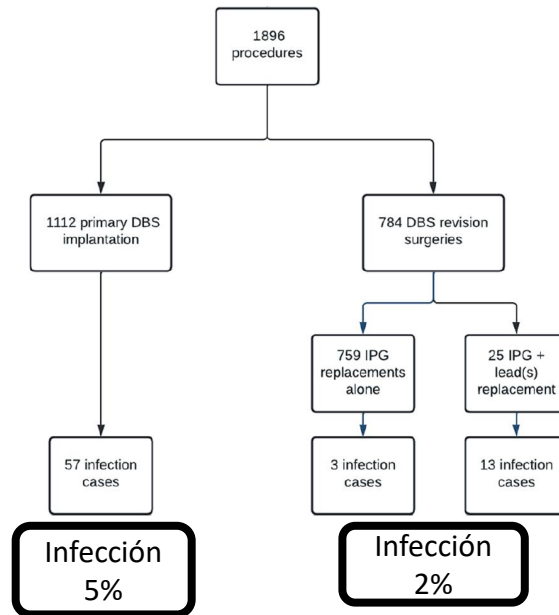 1896
procedures
1112 primary DBS
implantation
784 DBS revision
surgeries
759 IPG
replacements
alone
25 IPG +
lead(s)
replacement
57 infection
cases
3 infection
cases
13 infection
cases
Infección
5%
Infección
2%